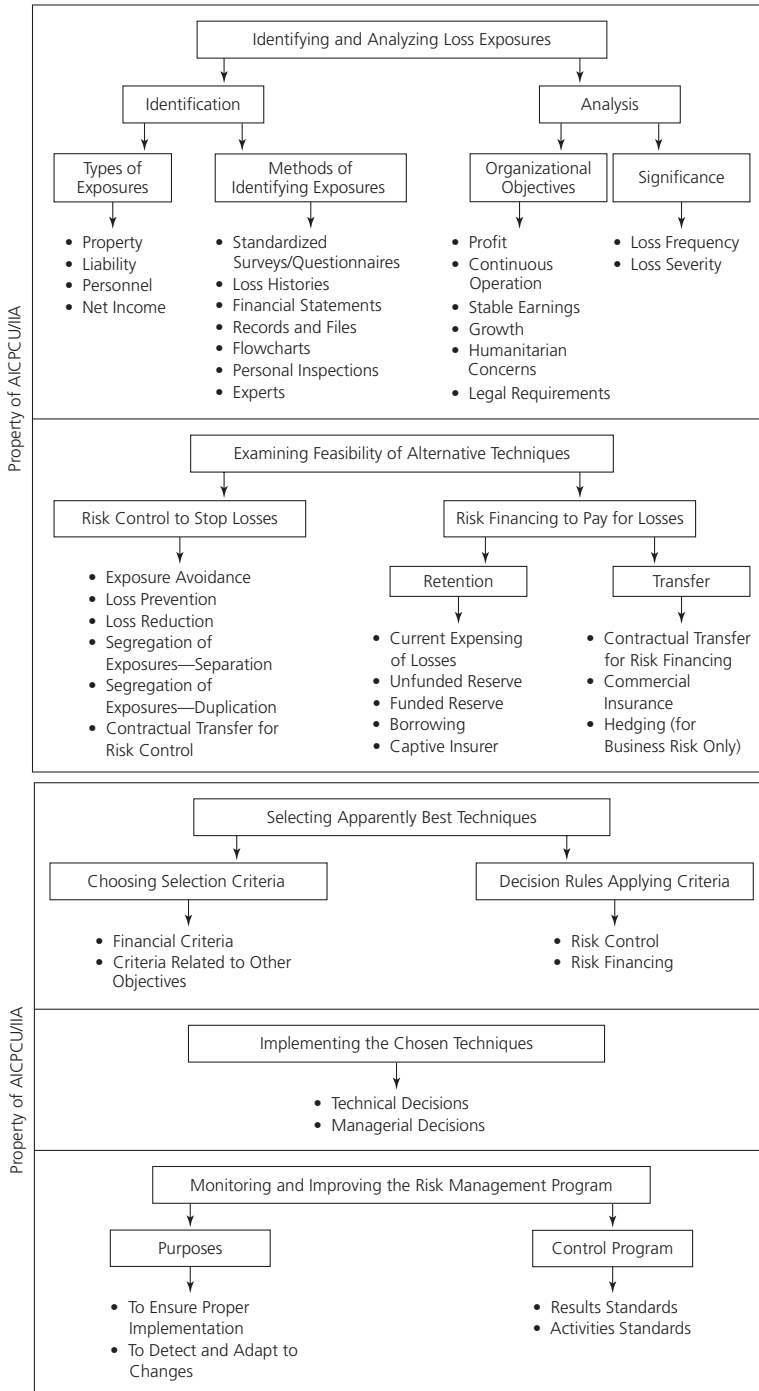 Property of AICPCU/IIA
Identifying and Analyzing Loss Exposures
Identification
Analysis
Types of
Exposures
Methods of
Identifying Exposures
Organizational
Objectives
Significance
• Property
• Liability
• Personnel
• Net Income
• Standardized
Surveys/Questionnaires
• Loss Histories
• Financial Statements
• Records and Files
• Flowcharts
• Personal Inspections
• Experts
• Profit
• Continuous
Operation
• Stable Earnings
• Growth
• Humanitarian
Concerns
• Legal Requirements
• Loss Frequency
• Loss Severity
Examining Feasibility of Alternative Techniques
Risk Control to Stop Losses
Risk Financing to Pay for Losses
• Exposure Avoidance
• Loss Prevention
• Loss Reduction
• Segregation of
Exposures—Separation
• Segregation of
Exposures—Duplication
• Contractual Transfer for
Risk Control
Retention
Transfer
• Current Expensing
of Losses
• Unfunded Reserve
• Funded Reserve
• Borrowing
• Captive Insurer
• Contractual Transfer
for Risk Financing
• Commercial
Insurance
• Hedging (for
Business Risk Only)
Property of AICPCU/IIA
Selecting Apparently Best Techniques
Choosing Selection Criteria
Decision Rules Applying Criteria
• Financial Criteria
• Criteria Related to Other
Objectives
• Risk Control
• Risk Financing
Implementing the Chosen Techniques
• Technical Decisions
• Managerial Decisions
Monitoring and Improving the Risk Management Program
Purposes
Control Program
• To Ensure Proper
Implementation
• To Detect and Adapt to
Changes
• Results Standards
• Activities Standards